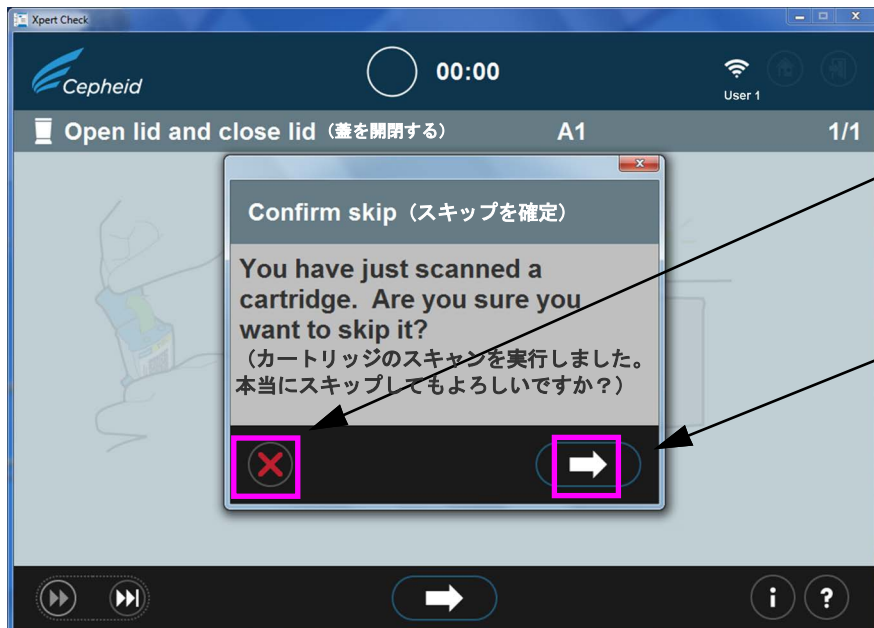 Xpert Check
Cepheid
00:00
User 1
Open lid and close lid（蓋を開閉する） A1 1/1
Confirm skip（スキップを確定）
You have just scanned a
cartridge. Are you sure you
want to skip it?
（カートリッジのスキャンを実行しました。
本当にスキップしてもよろしいですか？）
i ?